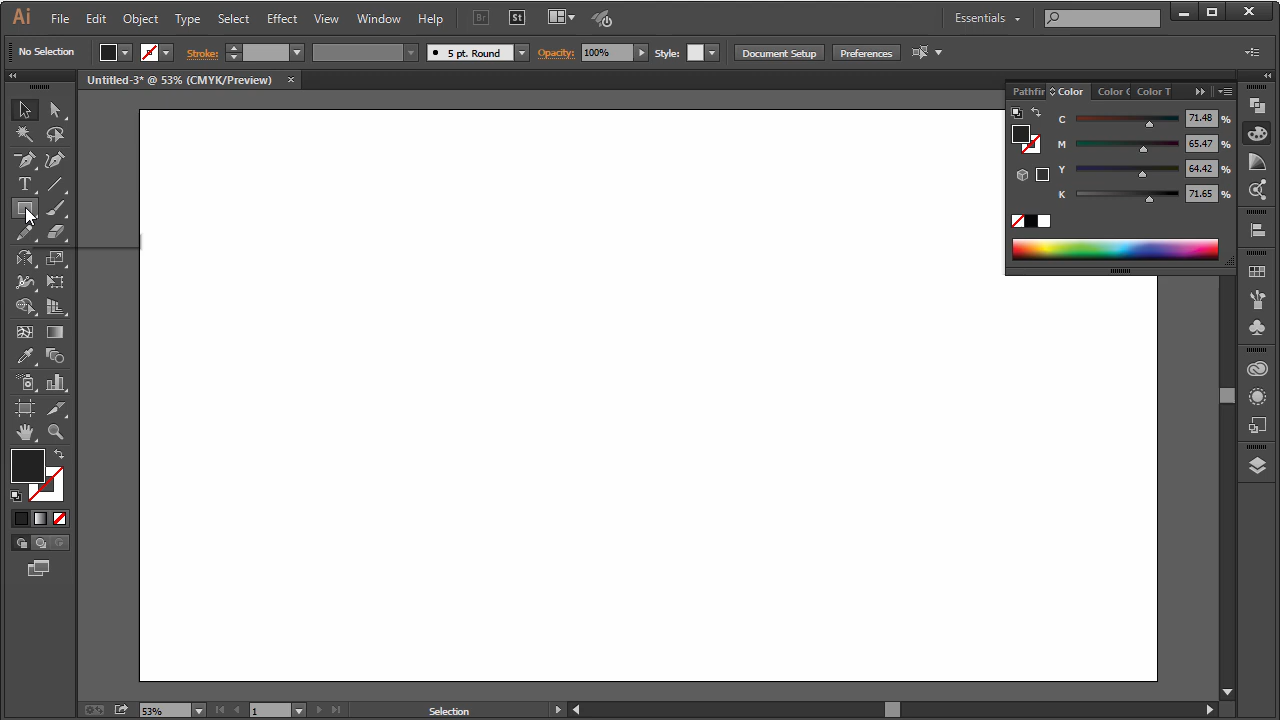 Ai File Edit Object Type Select Effect View Window Help Br St Essentials
No Selection Stroke: 5 pt. Round Opacity: 100% Style: Document Setup Preferences
Untitled-3* @ 53% (CMYK/Preview)
Pathfin Color Color G Color T
C 71.48 %
M 65.47 %
Y 64.42 %
K 71.65 %
T
53% 1 Selection